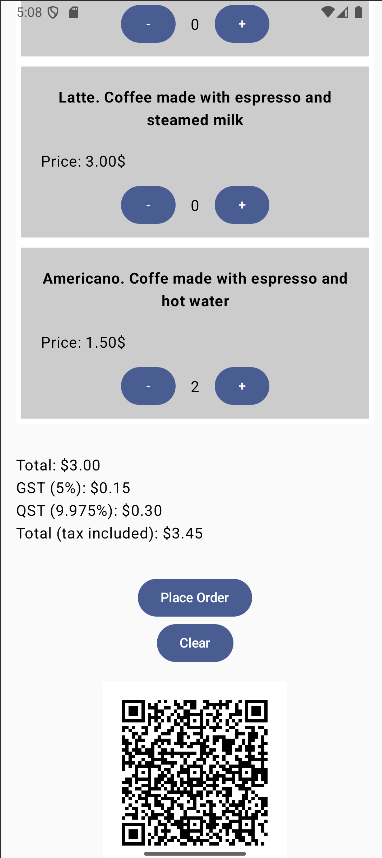 5:08
- 0 +
Latte. Coffee made with espresso and
steamed milk
Price: 3.00$
- 0 +
Americano. Coffe made with espresso and
hot water
Price: 1.50$
- 2 +
Total: $3.00
GST (5%): $0.15
QST (9.975%): $0.30
Total (tax included): $3.45
Place Order
Clear